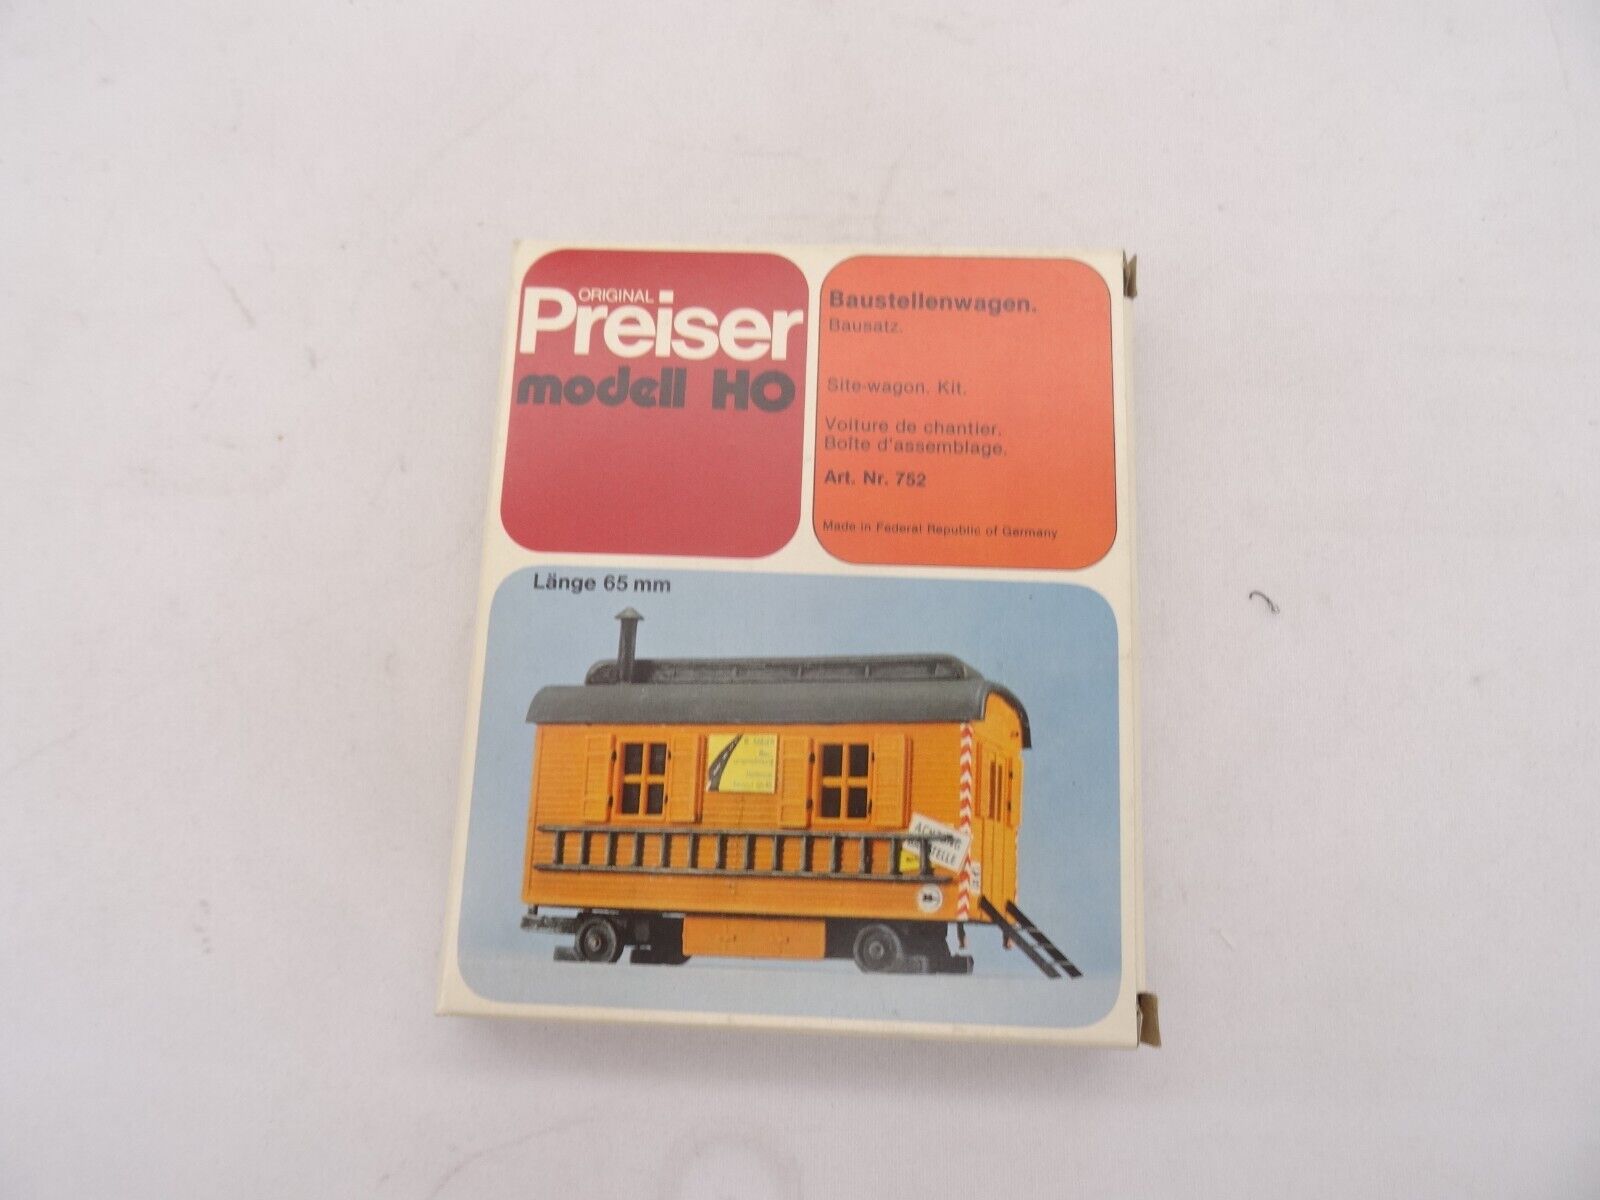 ORIGINAL
Preiser
modell HO
Baustellenwagen.
Bausatz.
Site-wagon. Kit.
Voiture de chantier.
Boîte d'assemblage.
Art. Nr. 752
Made in Federal Republic of Germany
Länge 65 mm
ACHTUNG